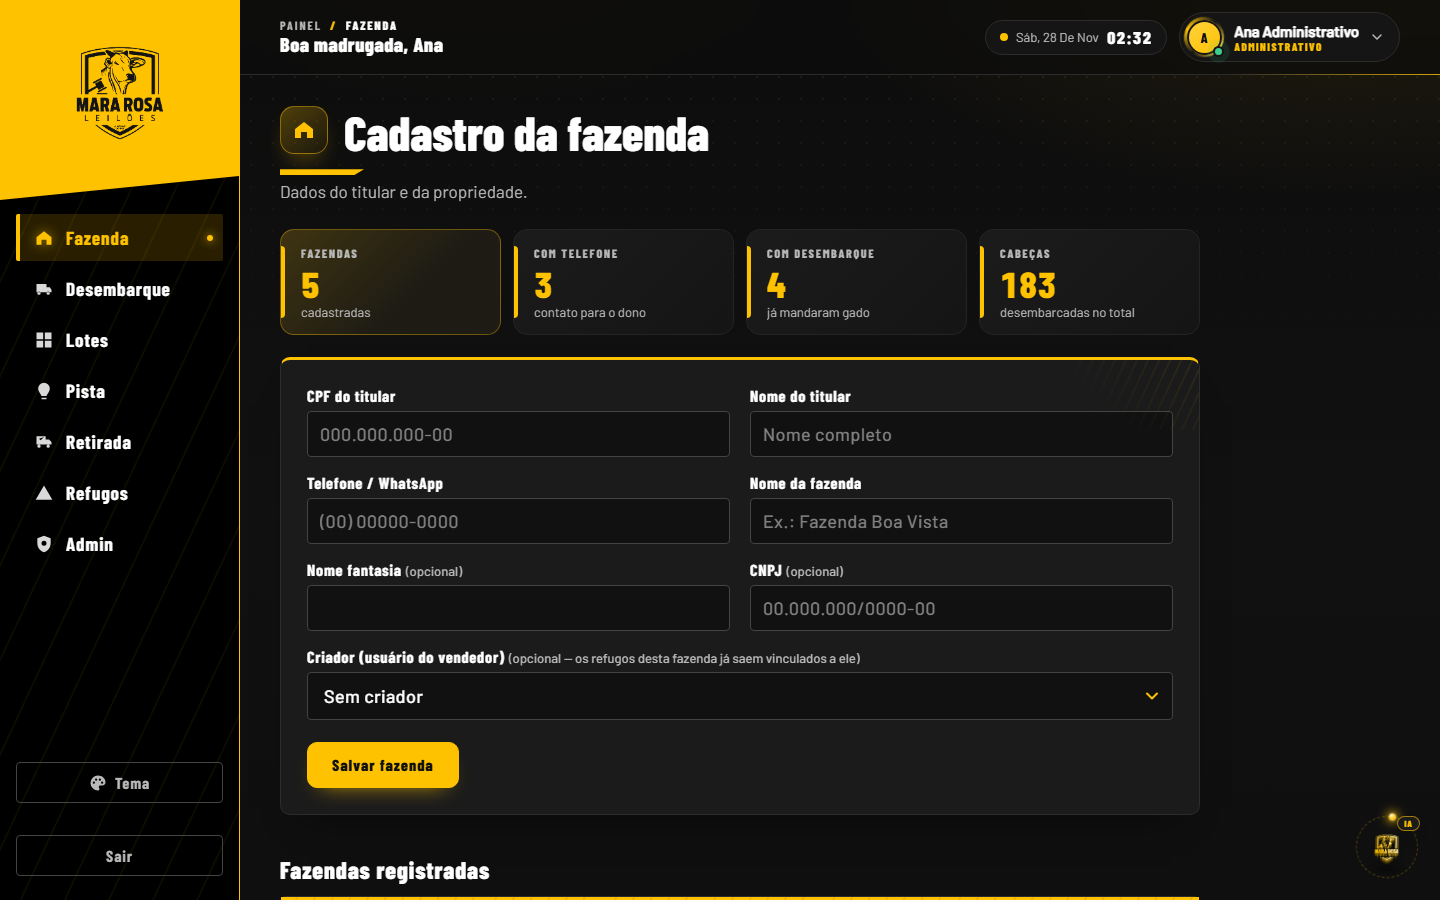 MARA ROSA
LEILÕES
PAINEL / FAZENDA
Boa madrugada, Ana
Sáb, 28 De Nov 02:32
A
Ana Administrativo
ADMINISTRATIVO
Fazenda
Desembarque
Lotes
Pista
Retirada
Refugos
Admin
Tema
Sair
Cadastro da fazenda
Dados do titular e da propriedade.
FAZENDAS
5
cadastradas
COM TELEFONE
3
contato para o dono
COM DESEMBARQUE
4
já mandaram gado
CABEÇAS
183
desembarcadas no total
CPF do titular
000.000.000-00
Nome do titular
Nome completo
Telefone / WhatsApp
(00) 00000-0000
Nome da fazenda
Ex.: Fazenda Boa Vista
Nome fantasia (opcional)
CNPJ (opcional)
00.000.000/0000-00
Criador (usuário do vendedor) (opcional — os refugos desta fazenda já saem vinculados a ele)
Sem criador
Salvar fazenda
IA
MARA ROSA
Fazendas registradas